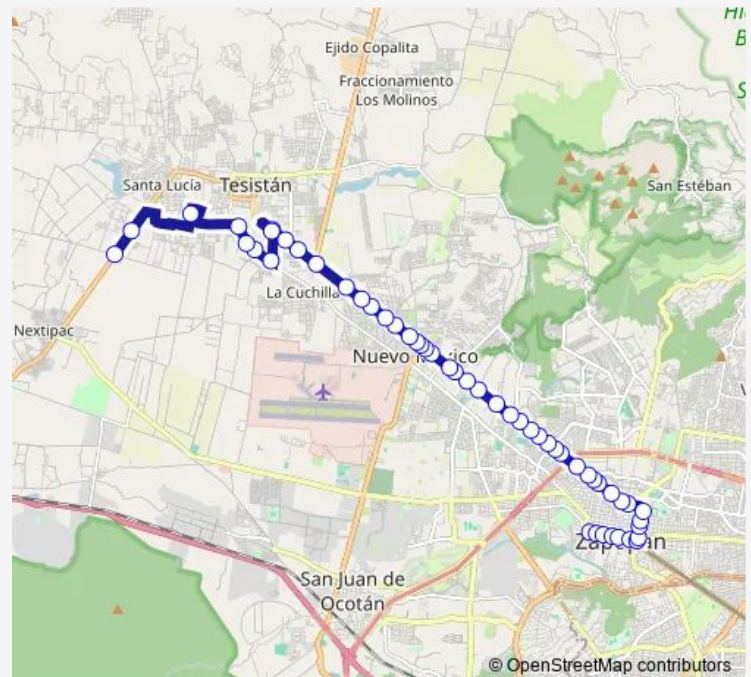 Ejido Copalita
Fraccionamiento
Los Molinos
Santa Lucía
Tesistán
San Estéban
La Cuchilla
Nextipac
Nuevo México
Zapopan
San Juan de
Ocotán
© OpenStreetMap contributors